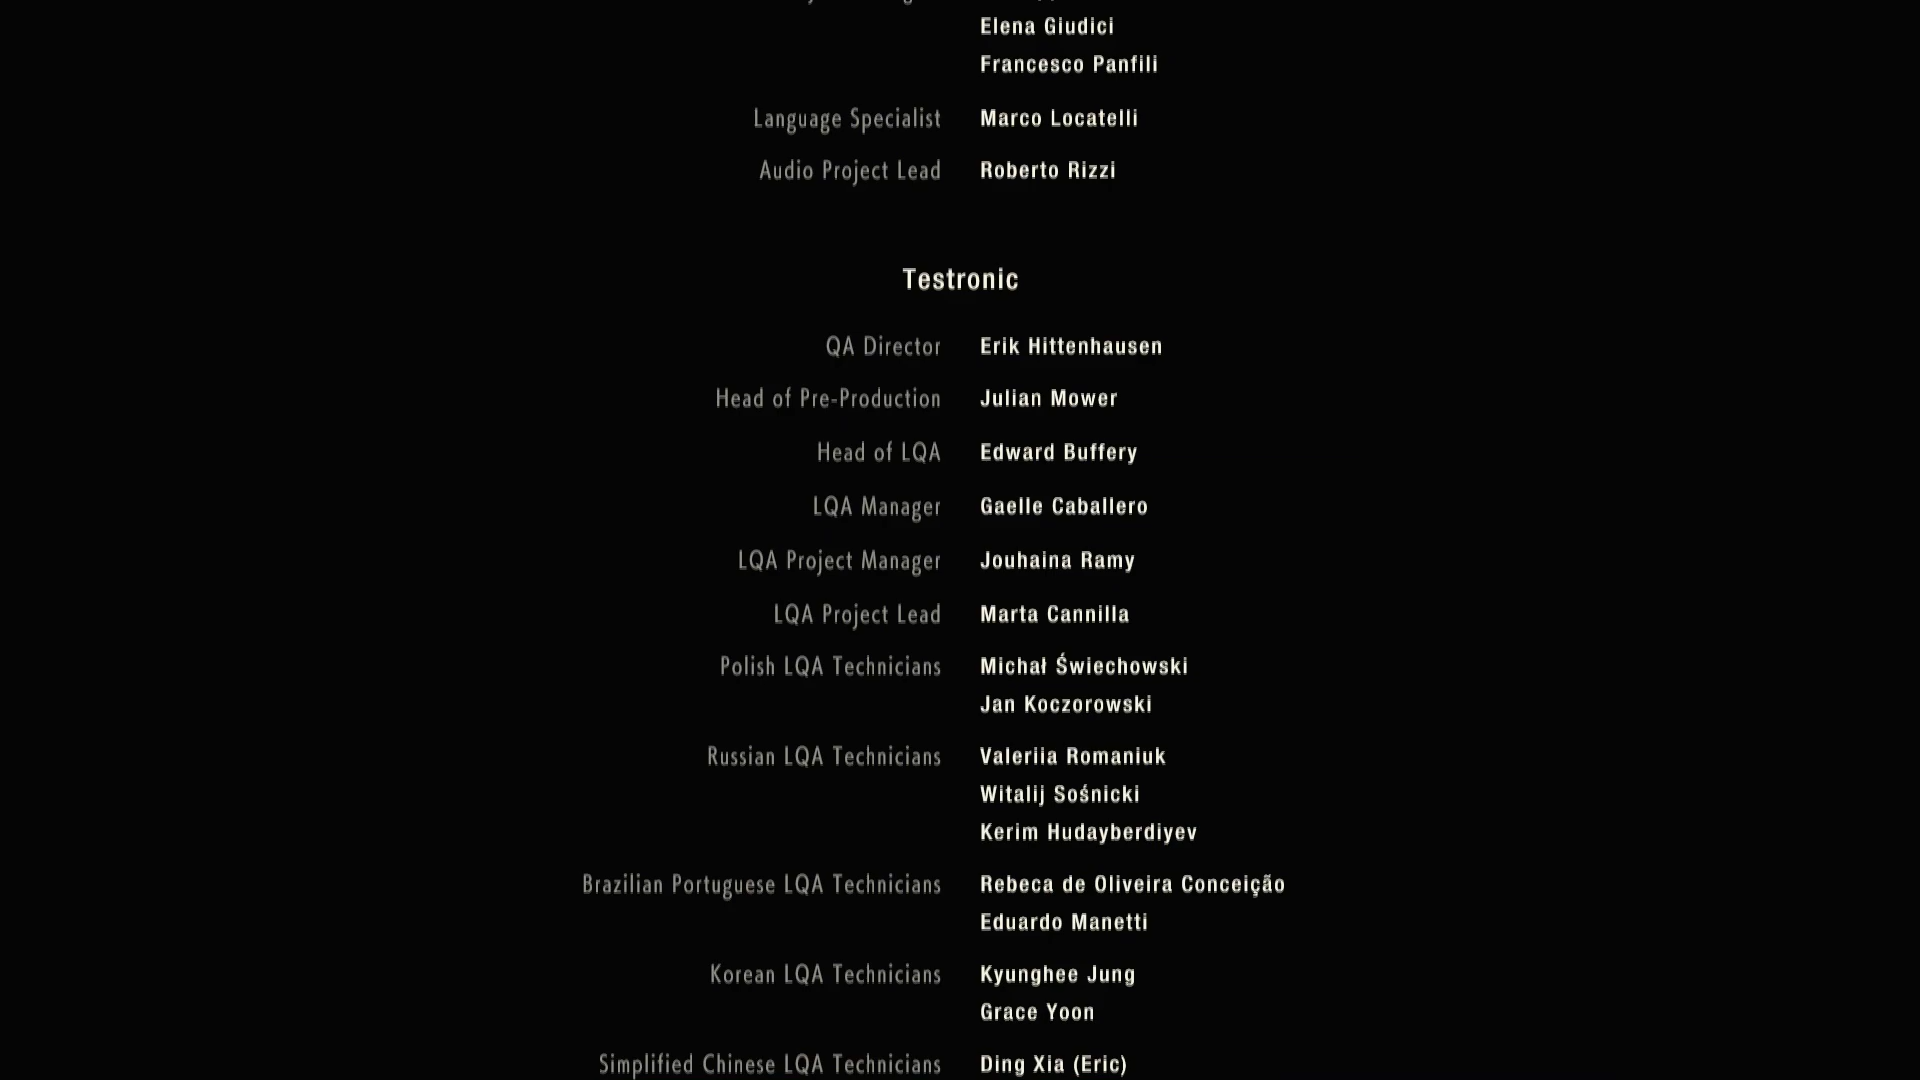 Elena Giudici
Francesco Panfili
Language Specialist Marco Locatelli
Audio Project Lead Roberto Rizzi
Testronic
QA Director Erik Hittenhausen
Head of Pre-Production Julian Mower
Head of LQA Edward Buffery
LQA Manager Gaelle Caballero
LQA Project Manager Jouhaina Ramy
LQA Project Lead Marta Cannilla
Polish LQA Technicians Michał Świechowski
Jan Koczorowski
Russian LQA Technicians Valeriia Romaniuk
Witalij Sośnicki
Kerim Hudayberdiyev
Brazilian Portuguese LQA Technicians Rebeca de Oliveira Conceição
Eduardo Manetti
Korean LQA Technicians Kyunghee Jung
Grace Yoon
Simplified Chinese LQA Technicians Ding Xia (Eric)